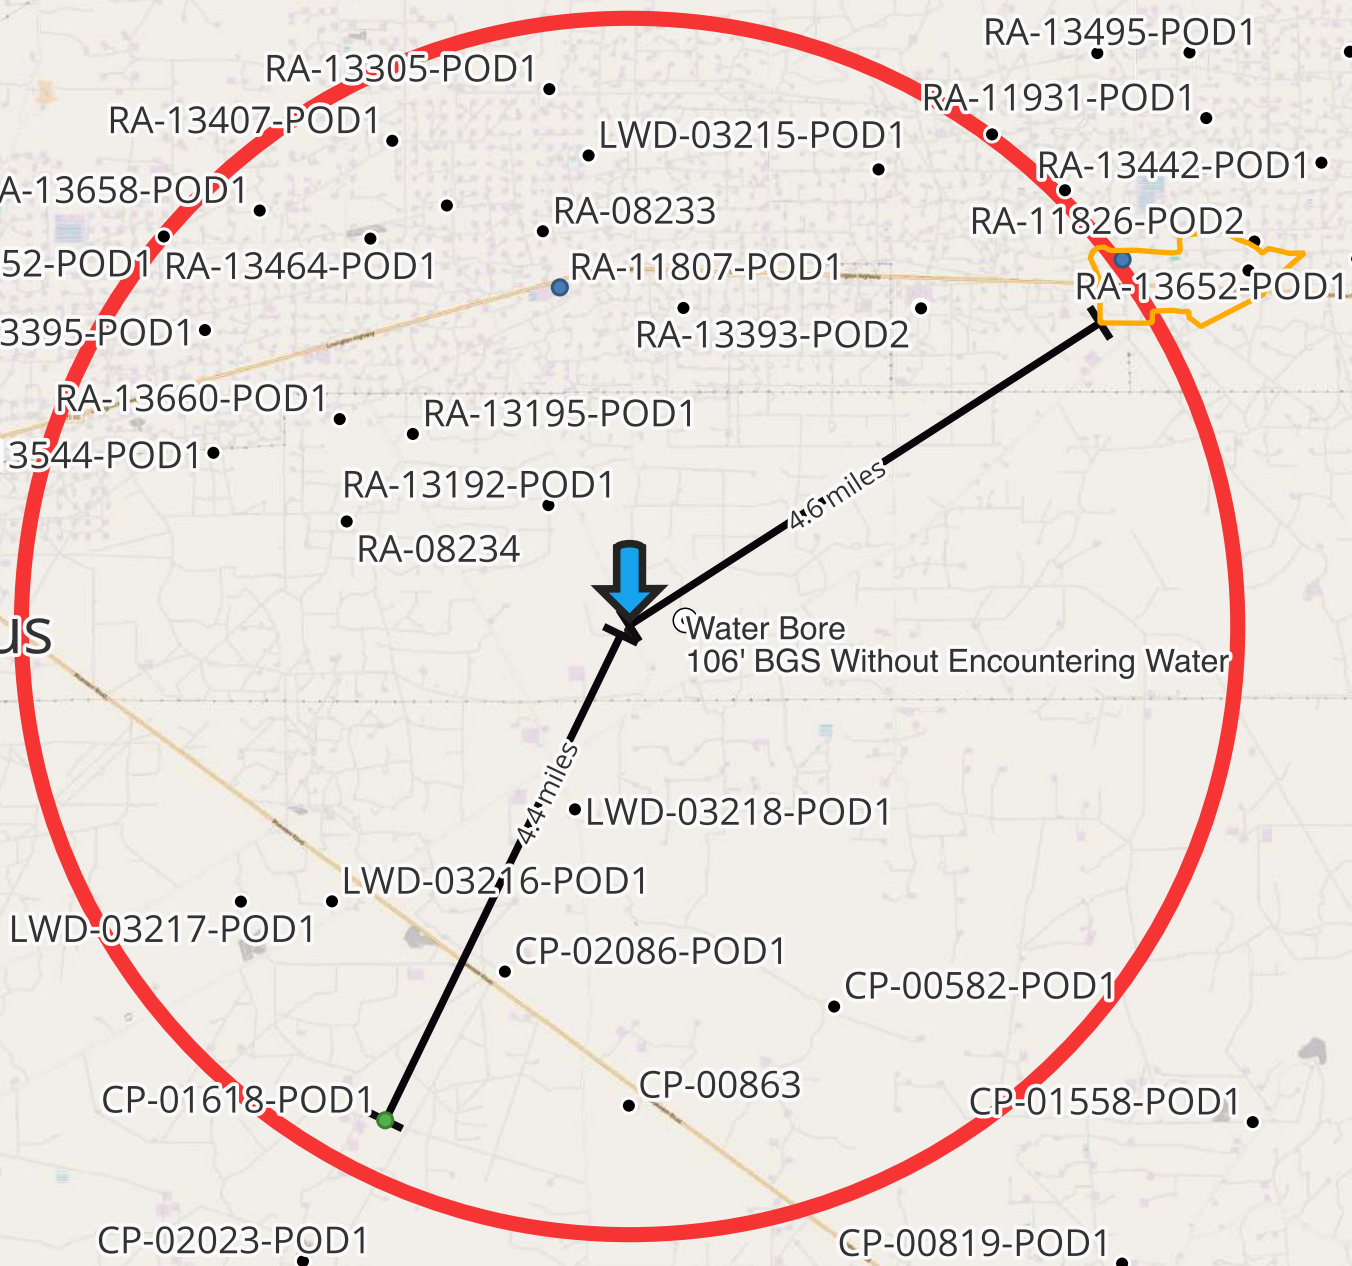 RA-13495-POD1
RA-13305-POD1
RA-11931-POD1
RA-13407-POD1
LWD-03215-POD1
RA-13442-POD1
A-13658-POD1
RA-08233
RA-11826-POD2
52-POD1
RA-13464-POD1
RA-11807-POD1
RA-13652-POD1
3395-POD1
RA-13393-POD2
RA-13660-POD1
RA-13195-POD1
3544-POD1
RA-13192-POD1
4.6 miles
RA-08234
us
Water Bore
106' BGS Without Encountering Water
4.4 miles
LWD-03218-POD1
LWD-03216-POD1
LWD-03217-POD1
CP-02086-POD1
CP-00582-POD1
CP-00863
CP-01618-POD1
CP-01558-POD1
CP-02023-POD1
CP-00819-POD1